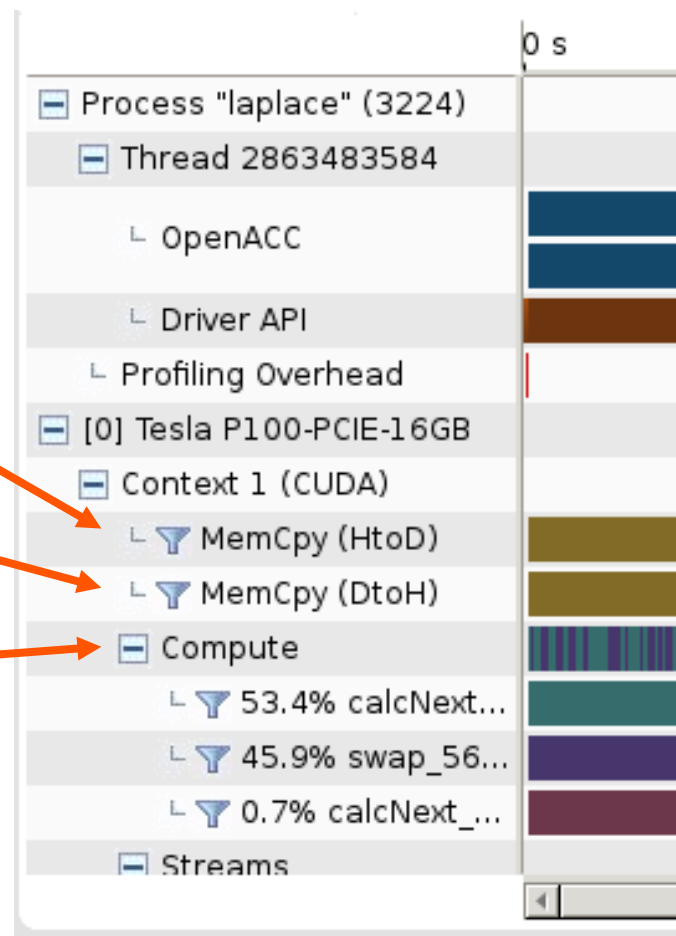 0 s
Process "laplace" (3224)
Thread 2863483584
OpenACC
Driver API
Profiling Overhead
[0] Tesla P100-PCIE-16GB
Context 1 (CUDA)
MemCpy (HtoD)
MemCpy (DtoH)
Compute
53.4% calcNext...
45.9% swap_56...
0.7% calcNext_...
Streams